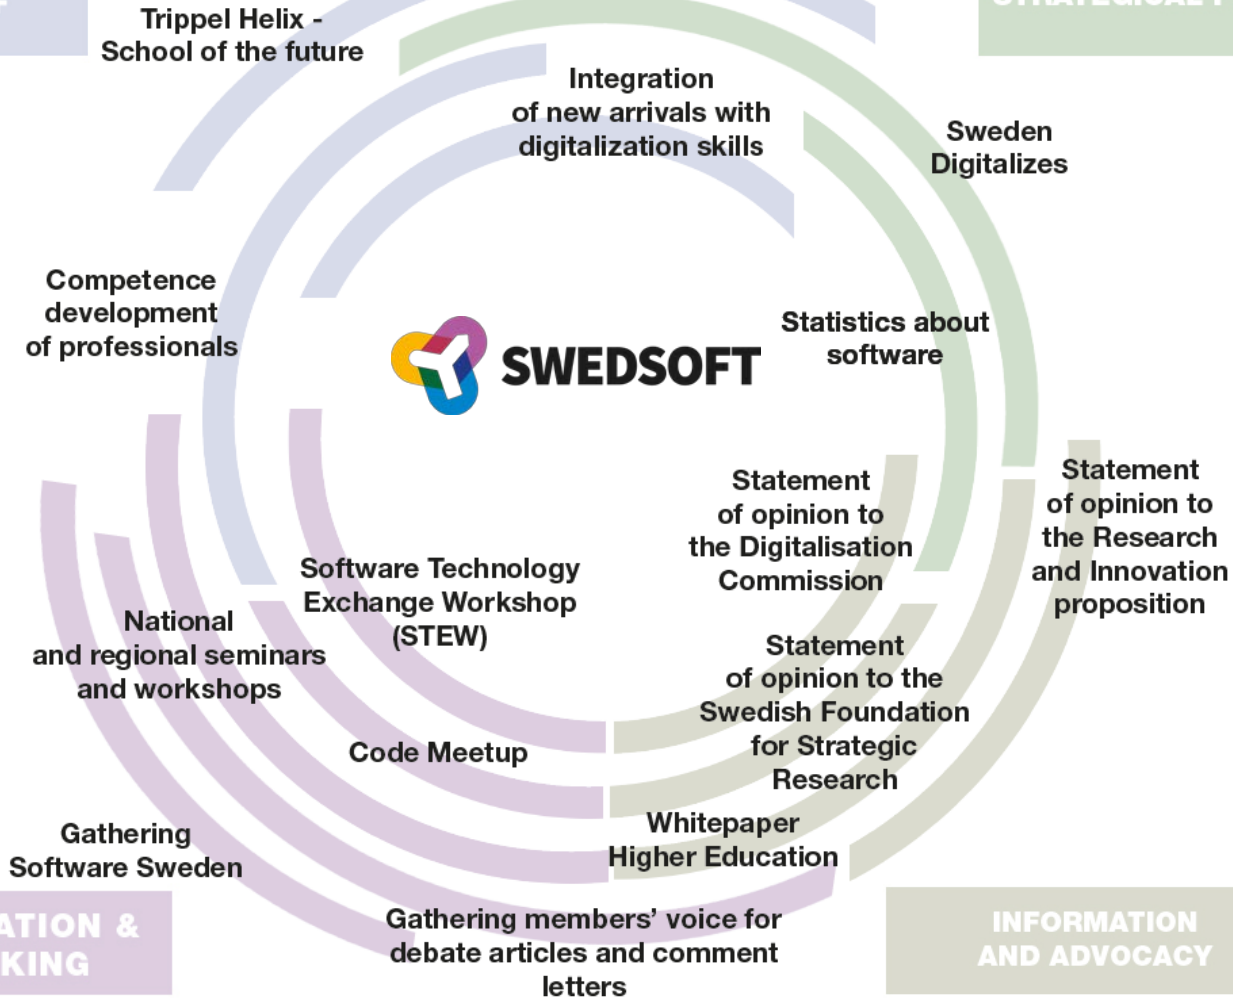 Trippel Helix -
School of the future
Integration
of new arrivals with
digitalization skills
Sweden
Digitalizes
Competence
development
of professionals
SWEDSOFT
Statistics about
software
Statement
of opinion to
the Digitalisation
Commission
Statement
of opinion to
the Research
and Innovation
proposition
Software Technology
Exchange Workshop
(STEW)
National
and regional seminars
and workshops
Statement
of opinion to the
Swedish Foundation
for Strategic
Research
Code Meetup
Whitepaper
Higher Education
Gathering
Software Sweden
Gathering members’ voice for
debate articles and comment
letters
ATION &
KING
INFORMATION
AND ADVOCACY